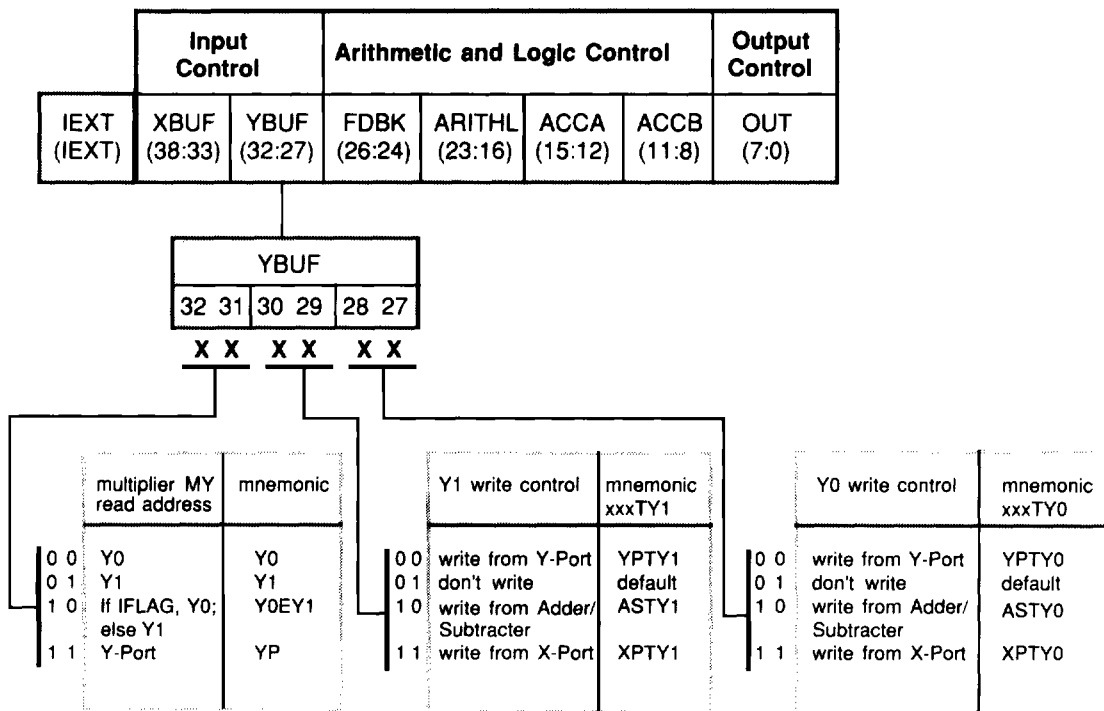 Input Control
Arithmetic and Logic Control
Output Control
IEXT (IEXT)
XBUF (38:33)
YBUF (32:27)
FDBK (26:24)
ARITHL (23:16)
ACCA (15:12)
ACCB (11:8)
OUT (7:0)
YBUF
32 31 30 29 28 27
X X X X X X
multiplier MY read address
mnemonic
0 0 Y0 Y0
0 1 Y1 Y1
1 0 If IFLAG, Y0; Y0EY1
else Y1
1 1 Y-Port YP
Y1 write control
mnemonic xxxTY1
0 0 write from Y-Port YPTY1
0 1 don't write default
1 0 write from Adder/ ASTY1
Subtracter
1 1 write from X-Port XPTY1
Y0 write control
mnemonic xxxTY0
0 0 write from Y-Port YPTY0
0 1 don't write default
1 0 write from Adder/ ASTY0
Subtracter
1 1 write from X-Port XPTY0